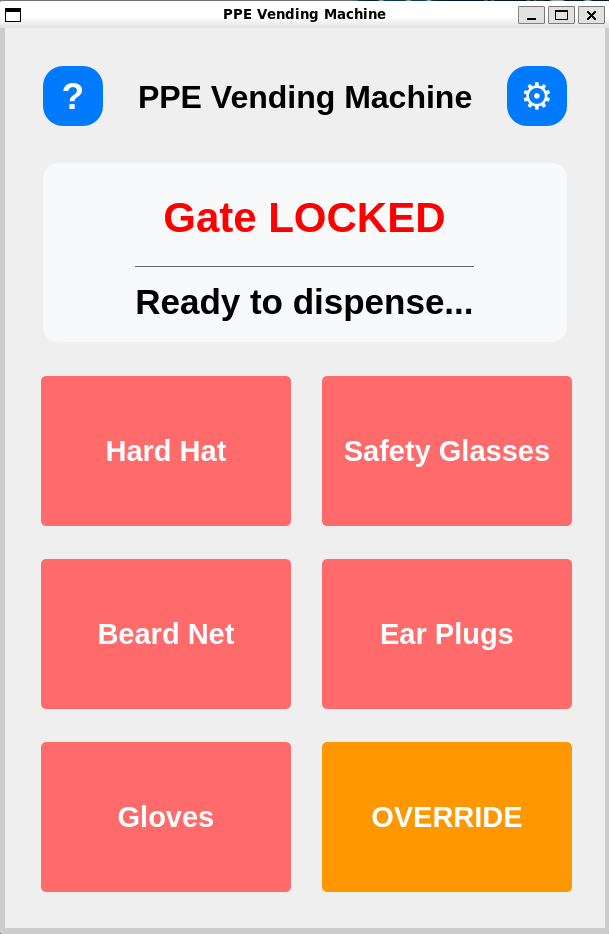 PPE Vending Machine
? PPE Vending Machine ⚙
Gate LOCKED
Ready to dispense...
Hard Hat
Safety Glasses
Beard Net
Ear Plugs
Gloves
OVERRIDE